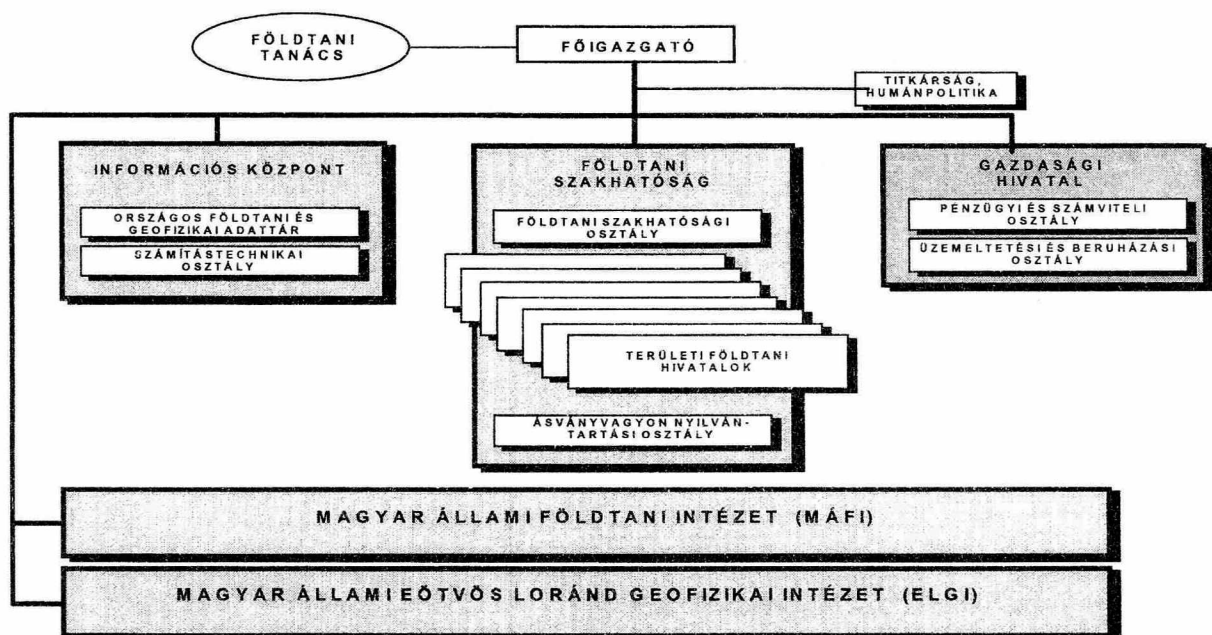 FÖLDTANI
TANÁCS
FŐIGAZGATÓ
TITKÁRSÁG,
HUMÁNPOLITIKA
INFORMÁCIÓS KÖZPONT
ORSZÁGOS FÖLDTANI ÉS
GEOFIZIKAI ADATTÁR
SZÁMÍTÁSTECHNIKAI
OSZTÁLY
FÖLDTANI
SZAKHATÓSÁG
FÖLDTANI SZAKHATÓSÁGI
OSZTÁLY
TERÜLETI FÖLDTANI
HIVATALOK
ÁSVÁNYVAGYON NYILVÁN-
TARTÁSI OSZTÁLY
GAZDASÁGI
HIVATAL
PÉNZÜGYI ÉS SZÁMVITELI
OSZTÁLY
ÜZEMELTETÉSI ÉS BERUHÁZÁSI
OSZTÁLY
MAGYAR ÁLLAMI FÖLDTANI INTÉZET (MÁFI)
MAGYAR ÁLLAMI EÖTVÖS LORÁND GEOFIZIKAI INTÉZET (ELGI)